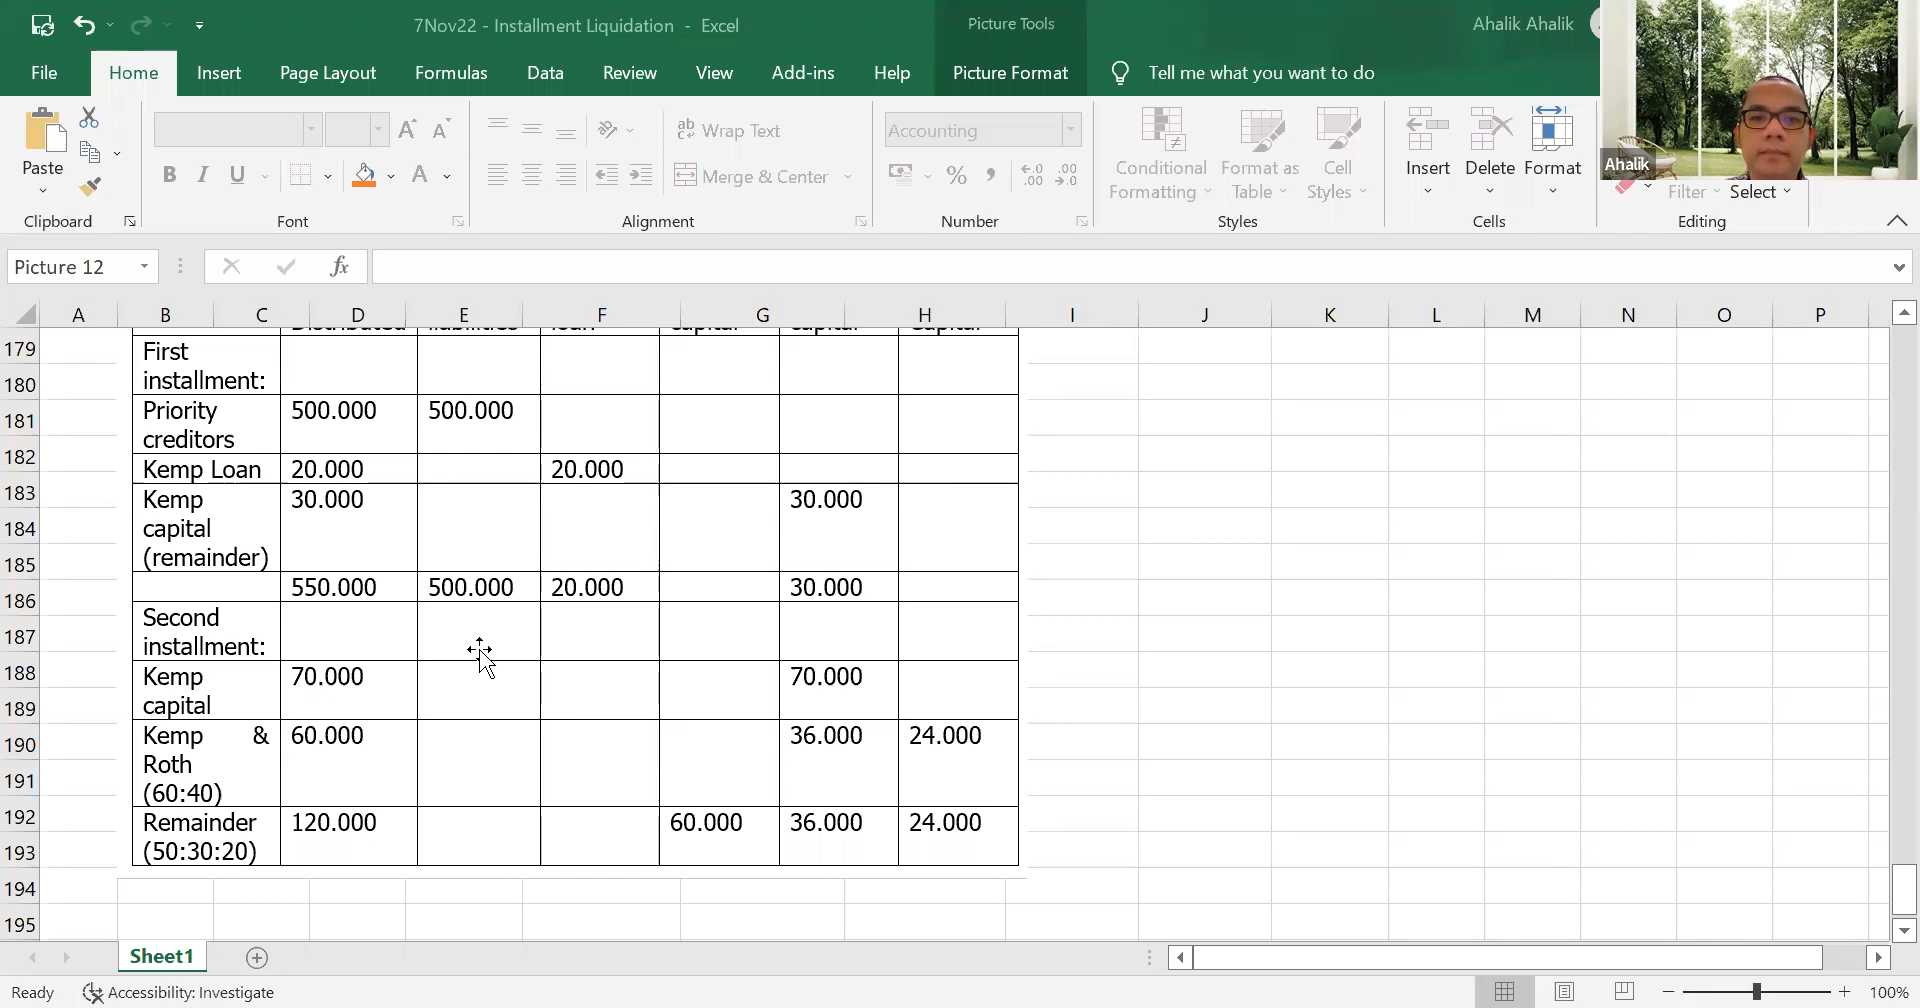 7Nov22 - Installment Liquidation - Excel
Picture Tools
Ahalik Ahalik
File Home Insert Page Layout Formulas Data Review View Add-ins Help Picture Format Tell me what you want to do
Paste
Clipboard
B I U A
Font
Wrap Text
Merge & Center
Alignment
Accounting
% ,
Number
Conditional Formatting
Format as Table
Cell Styles
Styles
Insert Delete Format
Cells
Filter Select
Editing
Ahalik
Picture 12 fx
A B C D E F G H I J K L M N O P
Distributed liabilities loan capital capital Capital
179 First
180 installment:
181 Priority 500.000 500.000
creditors
182 Kemp Loan 20.000 20.000
183 Kemp 30.000 30.000
184 capital
185 (remainder)
186 550.000 500.000 20.000 30.000
187 Second
installment:
188 Kemp 70.000 70.000
189 capital
190 Kemp & 60.000 36.000 24.000
Roth
191 (60:40)
192 Remainder 120.000 60.000 36.000 24.000
193 (50:30:20)
194
195
Sheet1
Ready Accessibility: Investigate 100%